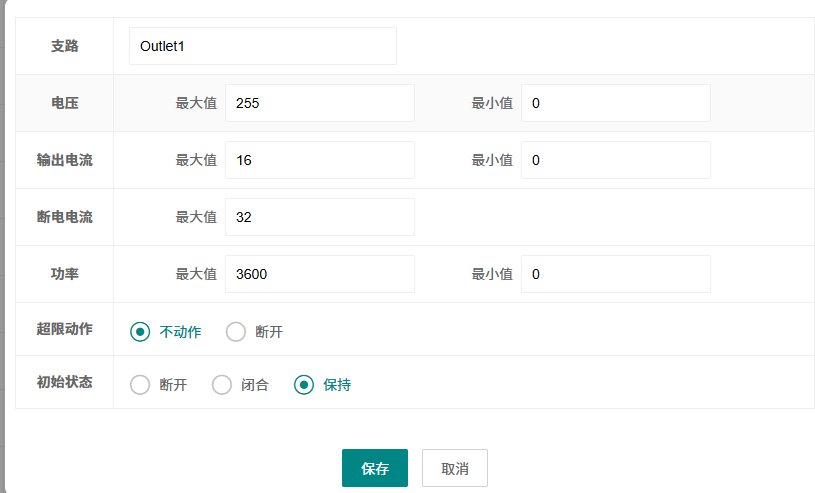 支路 Outlet1
电压 最大值 255 最小值 0
输出电流 最大值 16 最小值 0
断电电流 最大值 32
功率 最大值 3600 最小值 0
超限动作 不动作 断开
初始状态 断开 闭合 保持
保存 取消